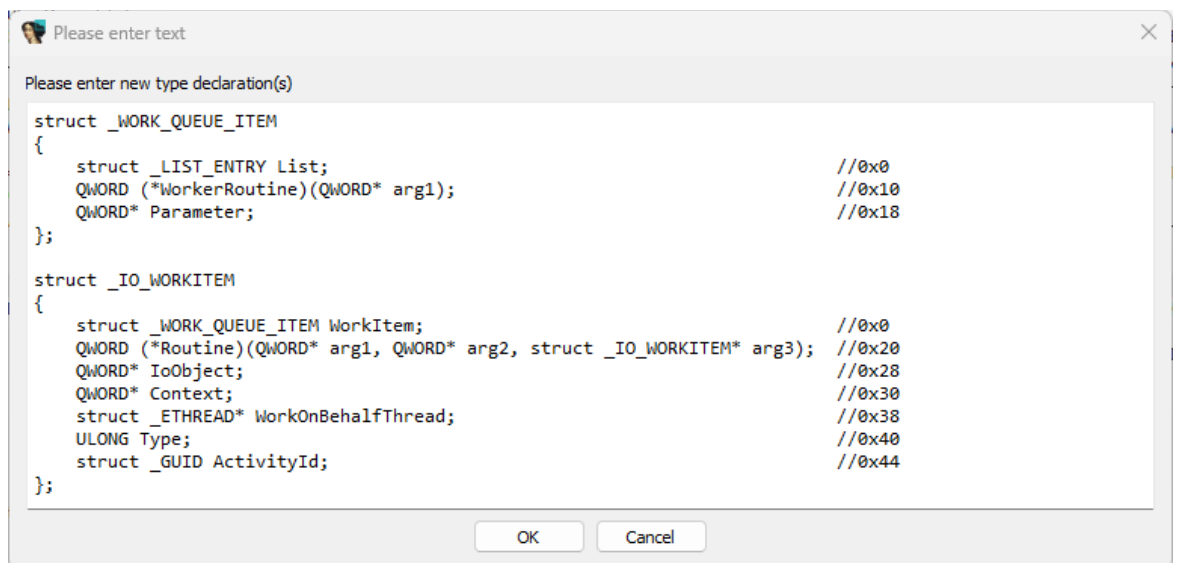 Please enter text
Please enter new type declaration(s)
struct _WORK_QUEUE_ITEM
{
    struct _LIST_ENTRY List;                                        //0x0
    QWORD (*WorkerRoutine)(QWORD* arg1);                            //0x10
    QWORD* Parameter;                                               //0x18
};
struct _IO_WORKITEM
{
    struct _WORK_QUEUE_ITEM WorkItem;                               //0x0
    QWORD (*Routine)(QWORD* arg1, QWORD* arg2, struct _IO_WORKITEM* arg3);  //0x20
    QWORD* IoObject;                                                //0x28
    QWORD* Context;                                                 //0x30
    struct _ETHREAD* WorkOnBehalfThread;                            //0x38
    ULONG Type;                                                     //0x40
    struct _GUID ActivityId;                                        //0x44
};
OK Cancel